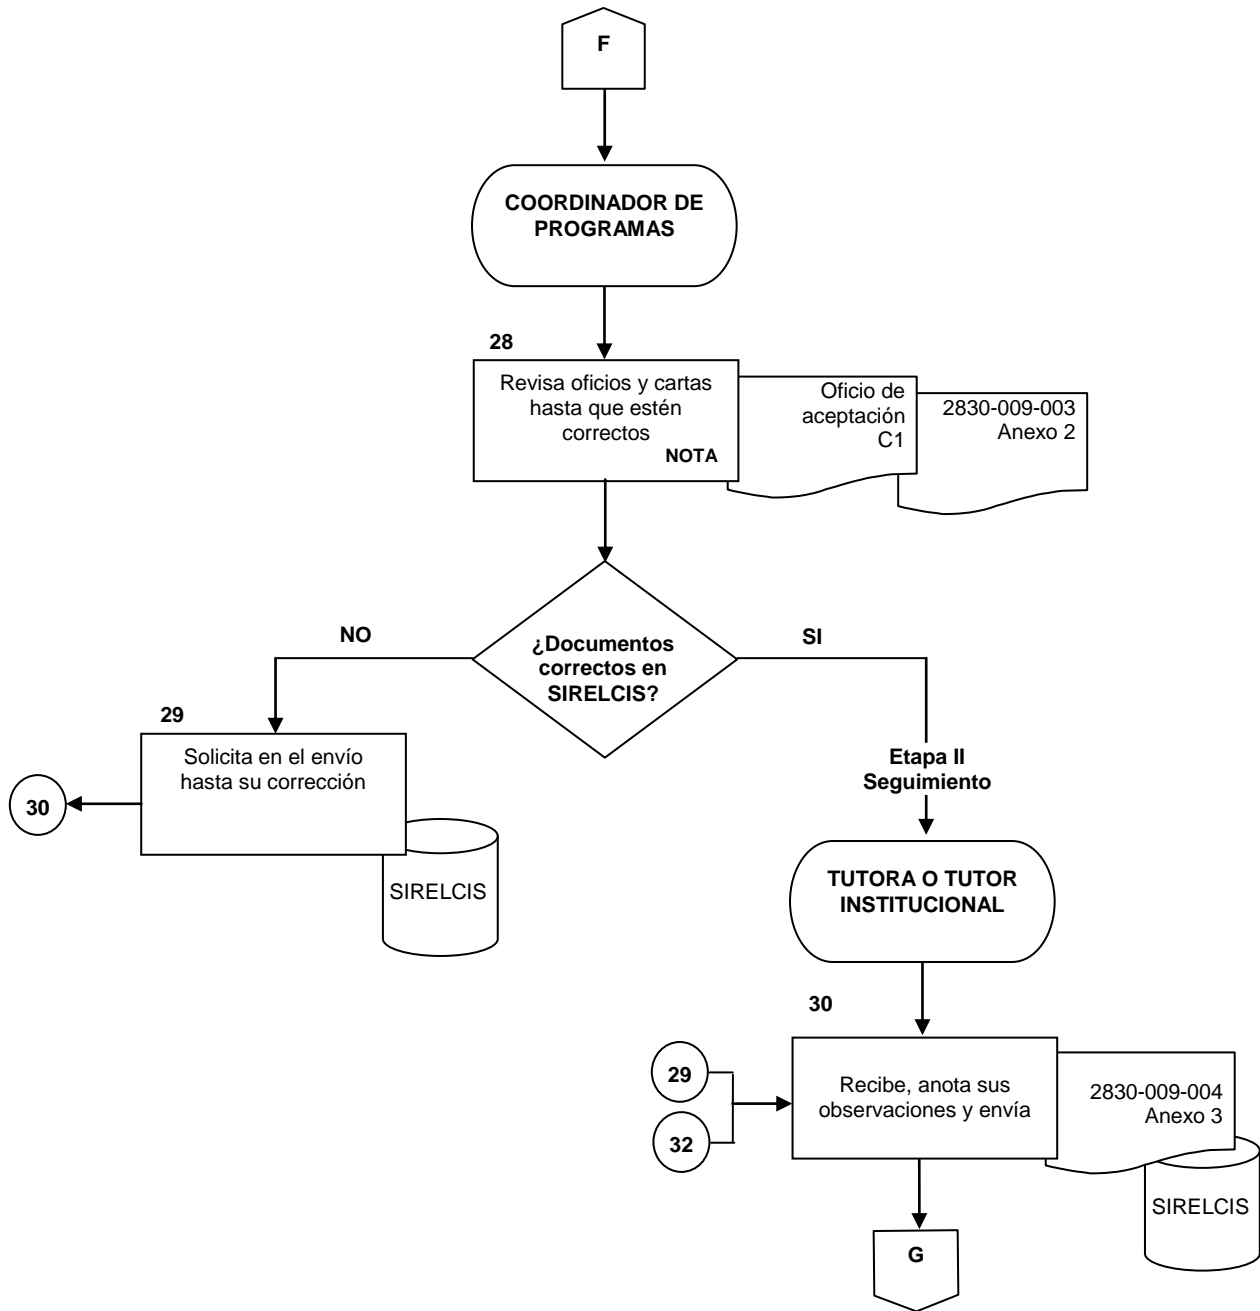 F
COORDINADOR DE
PROGRAMAS
28
Revisa oficios y cartas
hasta que estén
correctos
NOTA
Oficio de
aceptación
C1
2830-009-003
Anexo 2
¿Documentos
correctos en
SIRELCIS?
NO
SI
29
Solicita en el envío
hasta su corrección
30
SIRELCIS
Etapa II
Seguimiento
TUTORA O TUTOR
INSTITUCIONAL
30
29
32
Recibe, anota sus
observaciones y envía
2830-009-004
Anexo 3
SIRELCIS
G